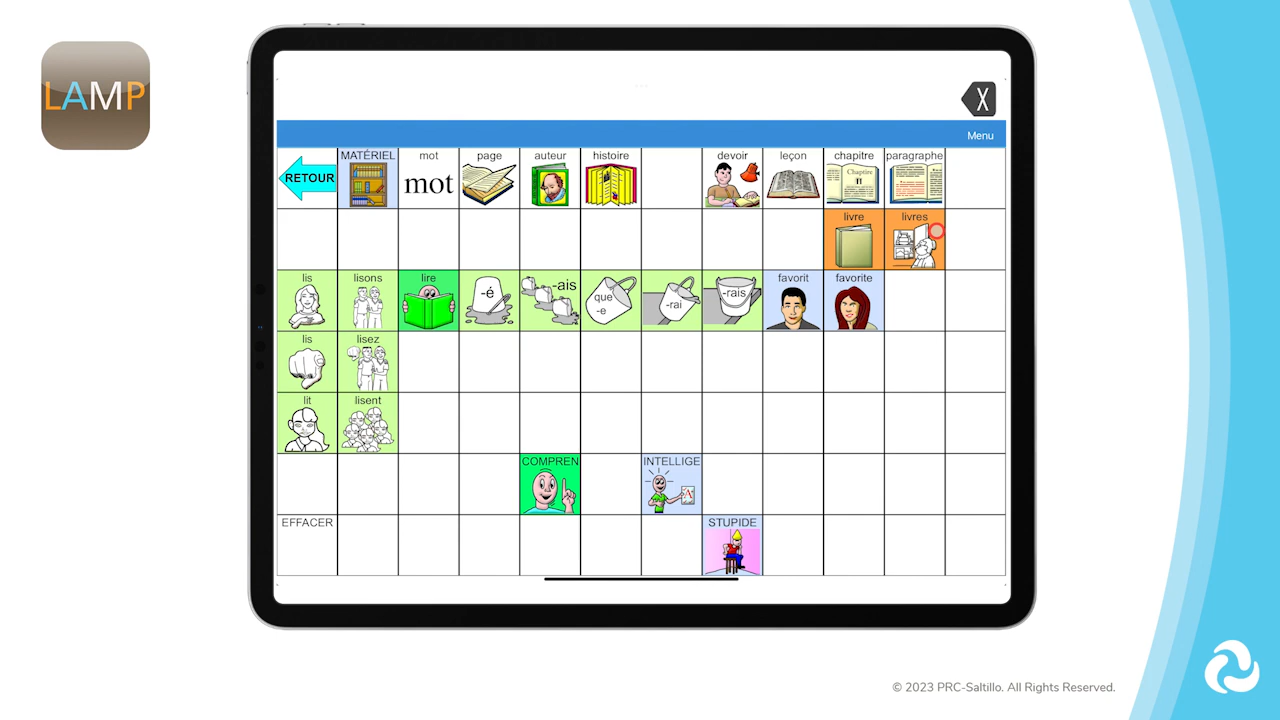 LAMP
X
Menu
RETOUR
MATÉRIEL
mot
mot
page
auteur
histoire
devoir
leçon
chapitre
Chapitre
II
paragraphe
livre
livres
lis
lisons
lire
-é
-ais
que
-e
-rai
-rais
favorit
favorite
lis
lisez
lit
lisent
COMPREN
INTELLIGE
A
EFFACER
STUPIDE
© 2023 PRC-Saltillo. All Rights Reserved.